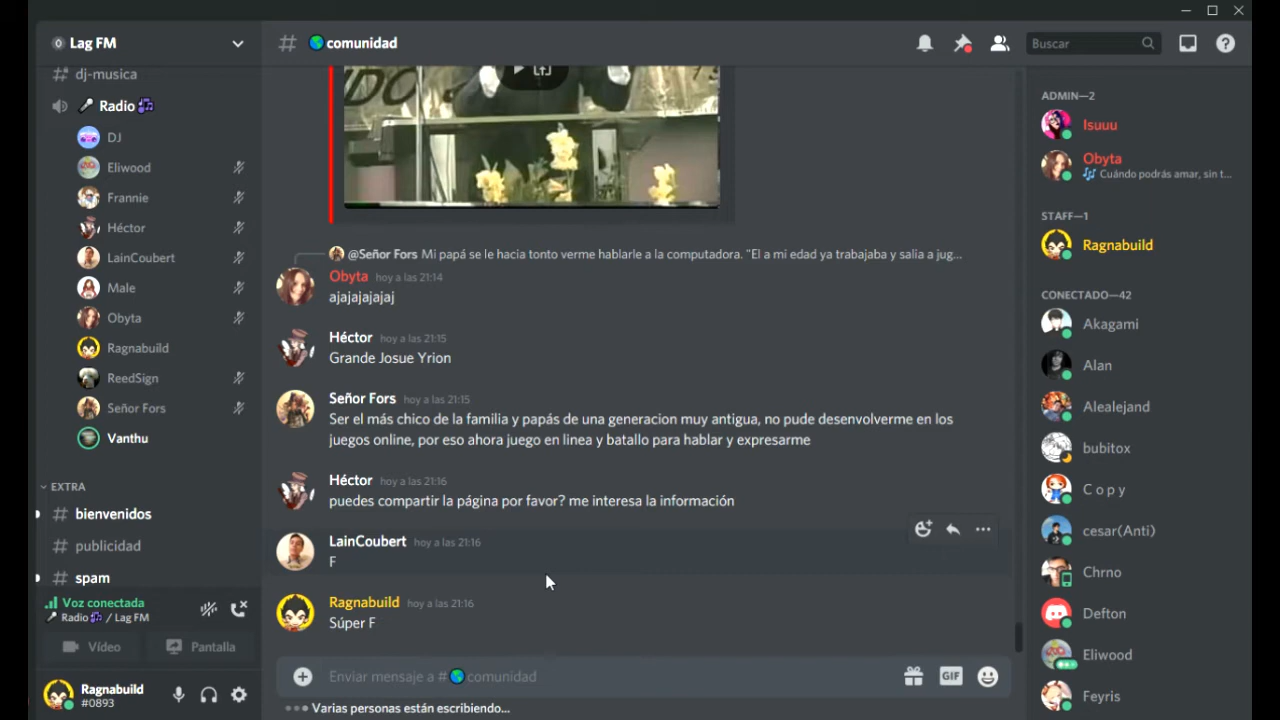 Lag FM
dj-musica
Radio
DJ
Eliwood
Frannie
Héctor
LainCoubert
Male
Obyta
Ragnabuild
ReedSign
Señor Fors
Vanthu
EXTRA
# bienvenidos
# publicidad
# spam
Voz conectada
Radio / Lag FM
Vídeo
Pantalla
Ragnabuild
#0893
# comunidad
Buscar
@Señor Fors Mi papá se le hacia tonto verme hablarle a la computadora. "El a mi edad ya trabajaba y salia a jug...
Obyta hoy a las 21:14
ajajajajajaj
Héctor hoy a las 21:15
Grande Josue Yrion
Señor Fors hoy a las 21:15
Ser el más chico de la familia y papás de una generacion muy antigua, no pude desenvolverme en los
juegos online, por eso ahora juego en linea y batallo para hablar y expresarme
Héctor hoy a las 21:16
puedes compartir la página por favor? me interesa la información
LainCoubert hoy a las 21:16
F
Ragnabuild hoy a las 21:16
Súper F
Enviar mensaje a # comunidad
GIF
Varias personas están escribiendo...
ADMIN—2
Isuuu
Obyta
Cuándo podrás amar, sin t...
STAFF—1
Ragnabuild
CONECTADO—42
Akagami
Alan
Alealejand
bubitox
C o p y
cesar(Anti)
Chrno
Defton
Eliwood
Feyris